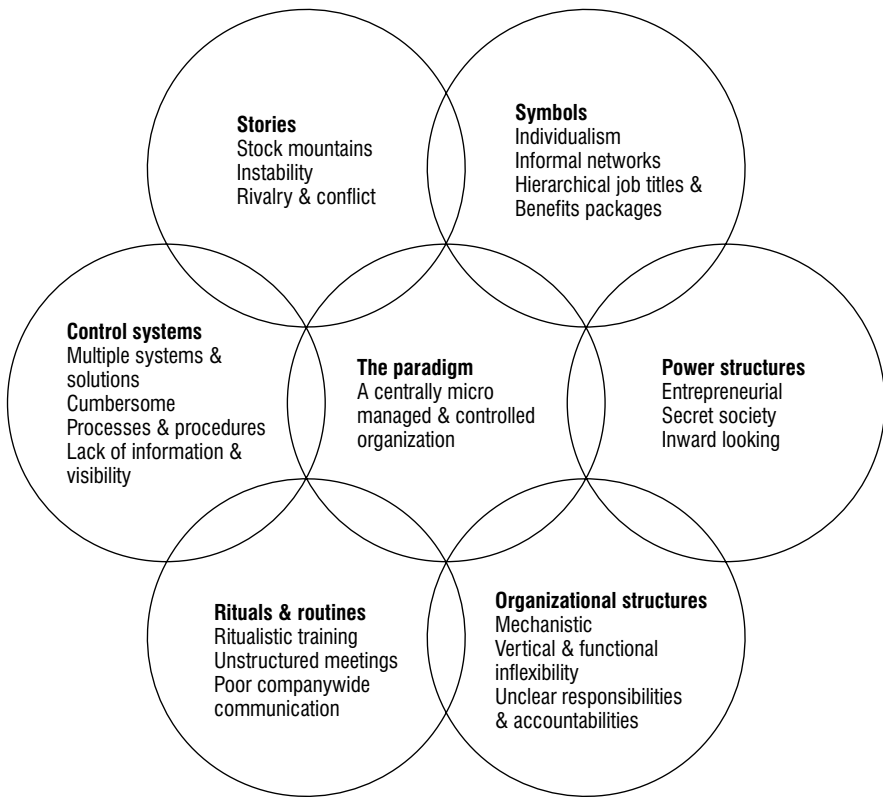 Stories
Stock mountains
Instability
Rivalry & conflict
Symbols
Individualism
Informal networks
Hierarchical job titles &
Benefits packages
Control systems
Multiple systems &
solutions
Cumbersome
Processes & procedures
Lack of information &
visibility
The paradigm
A centrally micro
managed & controlled
organization
Power structures
Entrepreneurial
Secret society
Inward looking
Rituals & routines
Ritualistic training
Unstructured meetings
Poor companywide
communication
Organizational structures
Mechanistic
Vertical & functional
inflexibility
Unclear responsibilities
& accountabilities